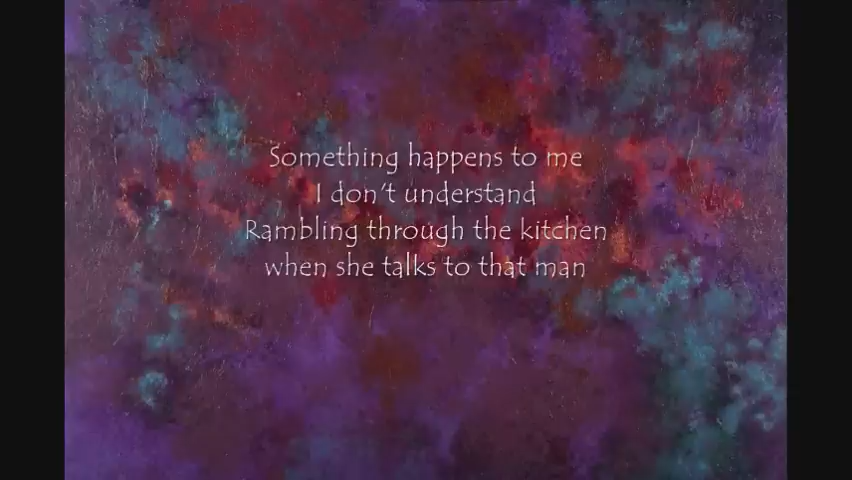 Something happens to me
I don't understand
Rambling through the kitchen
when she talks to that man